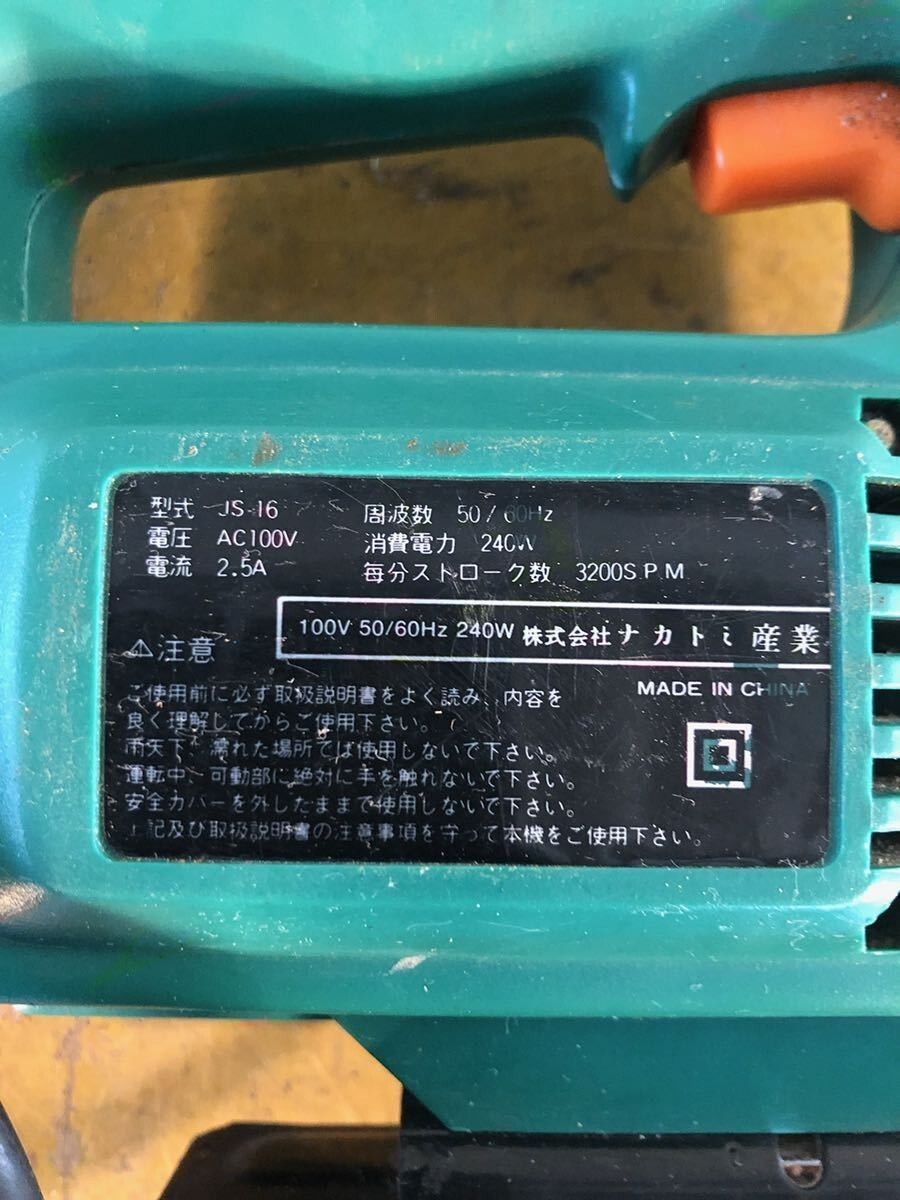 型式 JS-16
電圧 AC100V
電流 2.5A
周波数 50/60Hz
消費電力 240W
毎分ストローク数 3200S.P.M
100V 50/60Hz 240W 株式会社ナカトミ産業
MADE IN CHINA
⚠注意
ご使用前に必ず取扱説明書をよく読み、内容を
良く理解してからご使用下さい。
雨天下、濡れた場所では使用しないで下さい。
運転中、可動部に絶対に手を触れないで下さい。
安全カバーを外したままで使用しないで下さい。
上記及び取扱説明書の注意事項を守って本機をご使用下さい。